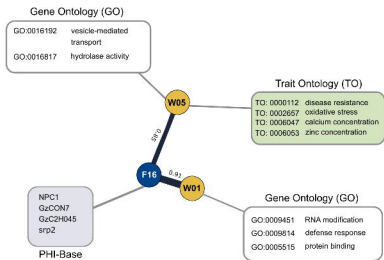 Gene Ontology (GO)
GO:0016192 vesicle-mediated
transport
GO:0016817 hydrolase activity
W05
Trait Ontology (TO)
TO: 0000112 disease resistance
TO: 0002657 oxidative stress
TO: 0006047 calcium concentration
TO: 0006053 zinc concentration
0.85
F16
0.91
W01
NPC1
GzCON7
GzC2H045
srp2
PHI-Base
Gene Ontology (GO)
GO:0009451 RNA modification
GO:0009814 defense response
GO:0005515 protein binding